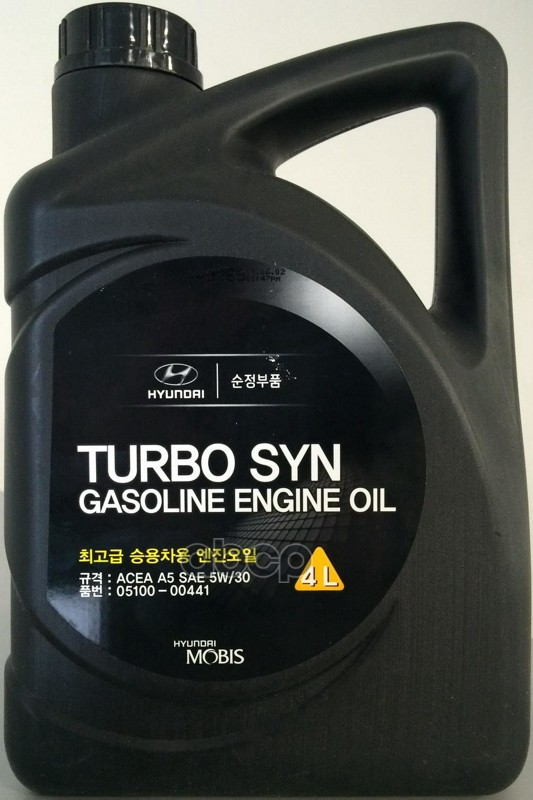 HYUNDAI 순정부품
TURBO SYN
GASOLINE ENGINE OIL
최고급 승용차용 엔진오일
규격 : ACEA A5 SAE 5W/30
품번 : 05100-00441
4 L
HYUNDAI
MOBIS